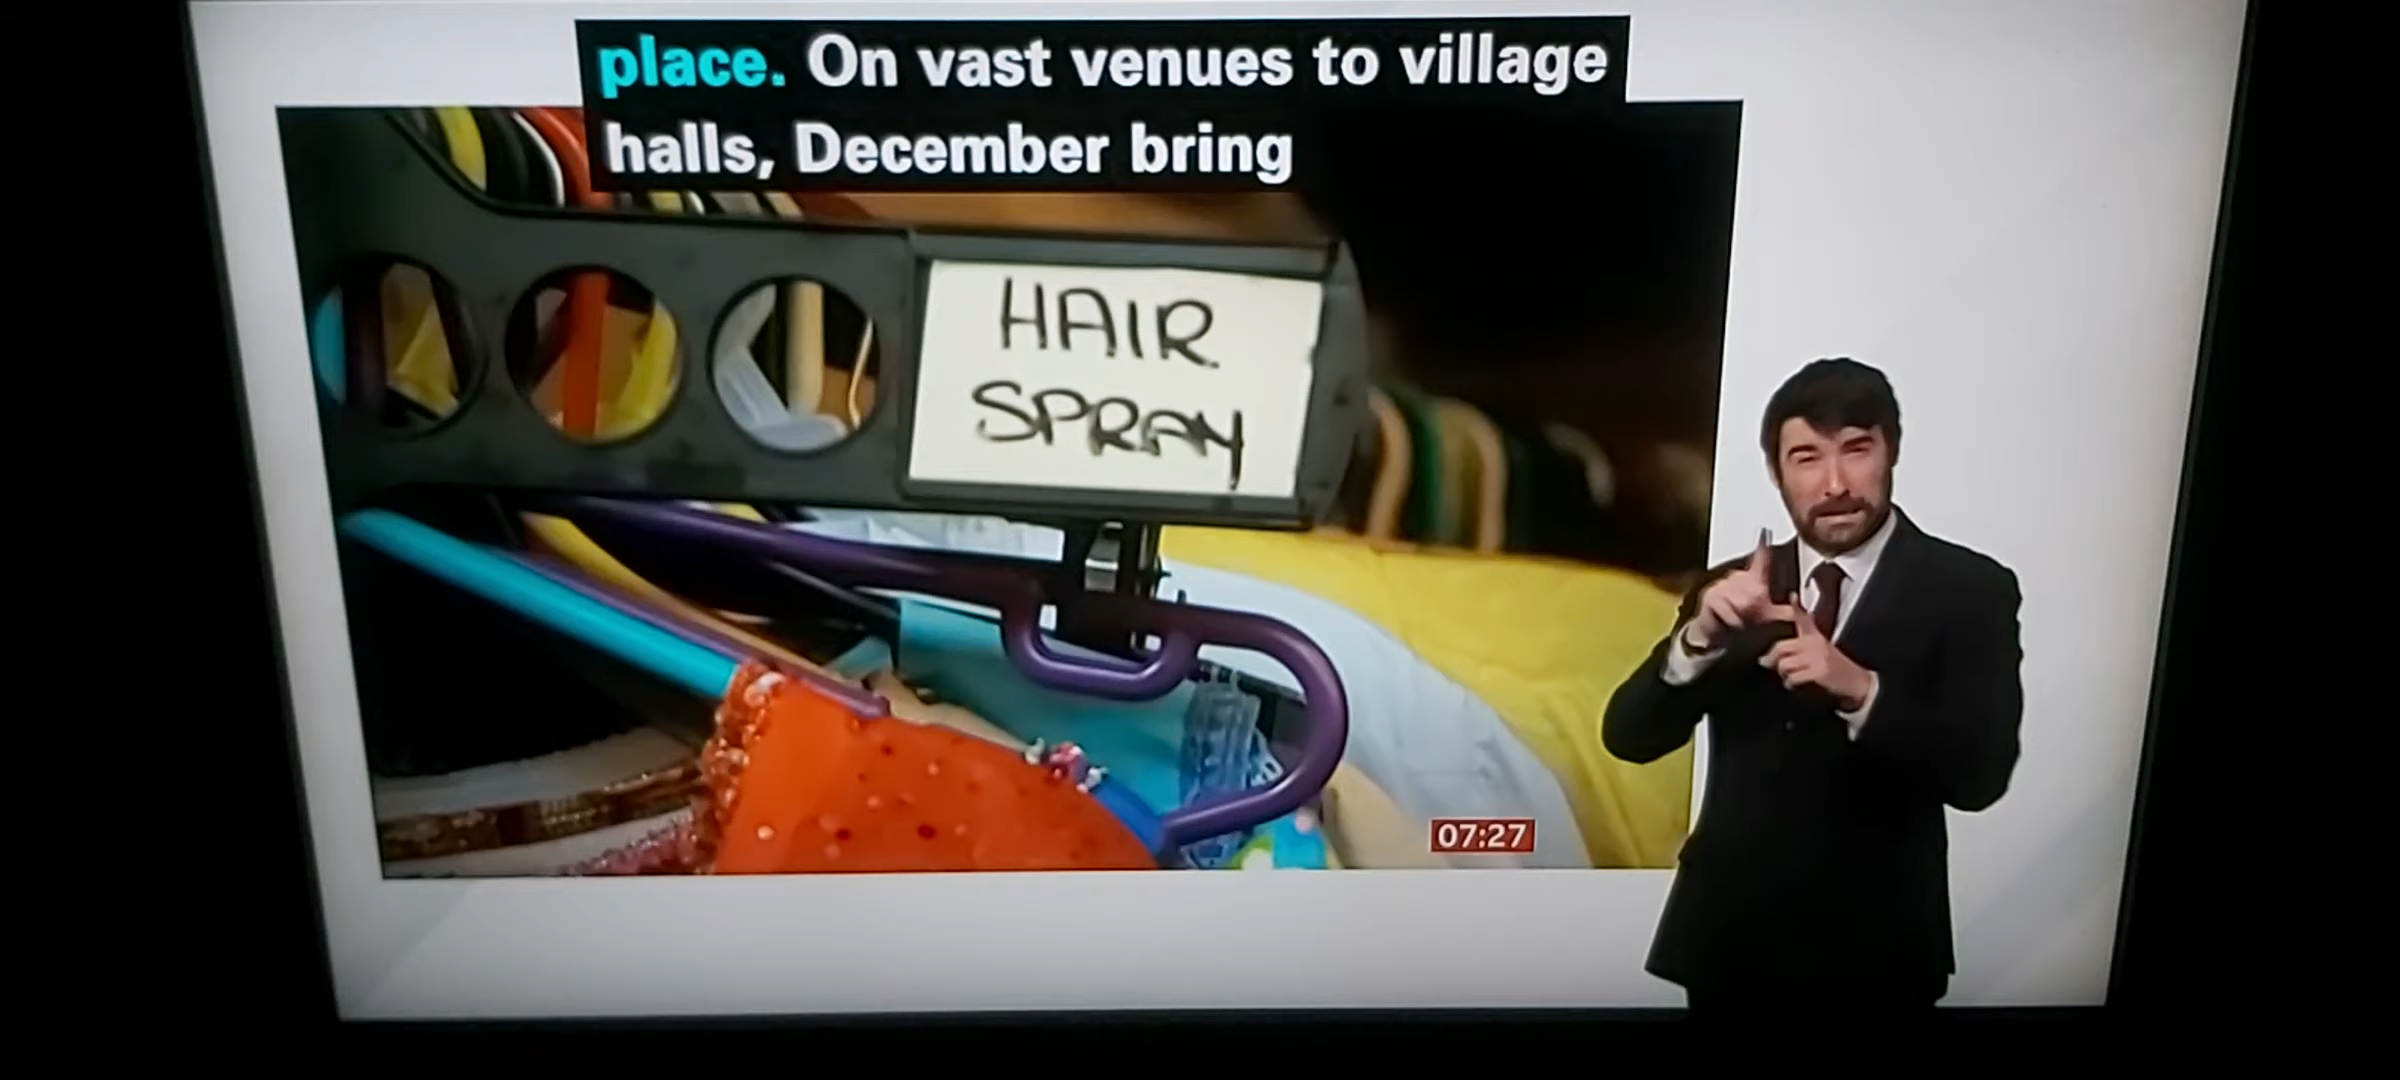 place. On vast venues to village
halls, December bring
HAIR
SPRAY
07:27